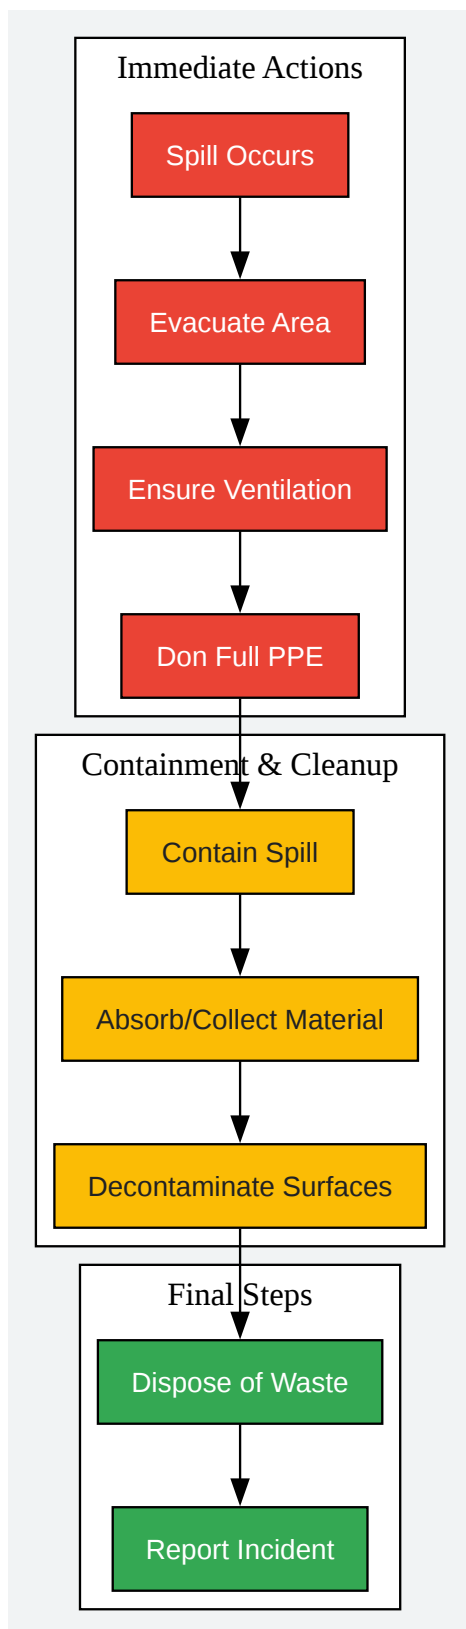 Immediate Actions
Spill Occurs
Evacuate Area
Ensure Ventilation
Don Full PPE
Containment & Cleanup
Contain Spill
Absorb/Collect Material
Decontaminate Surfaces
Final Steps
Dispose of Waste
Report Incident